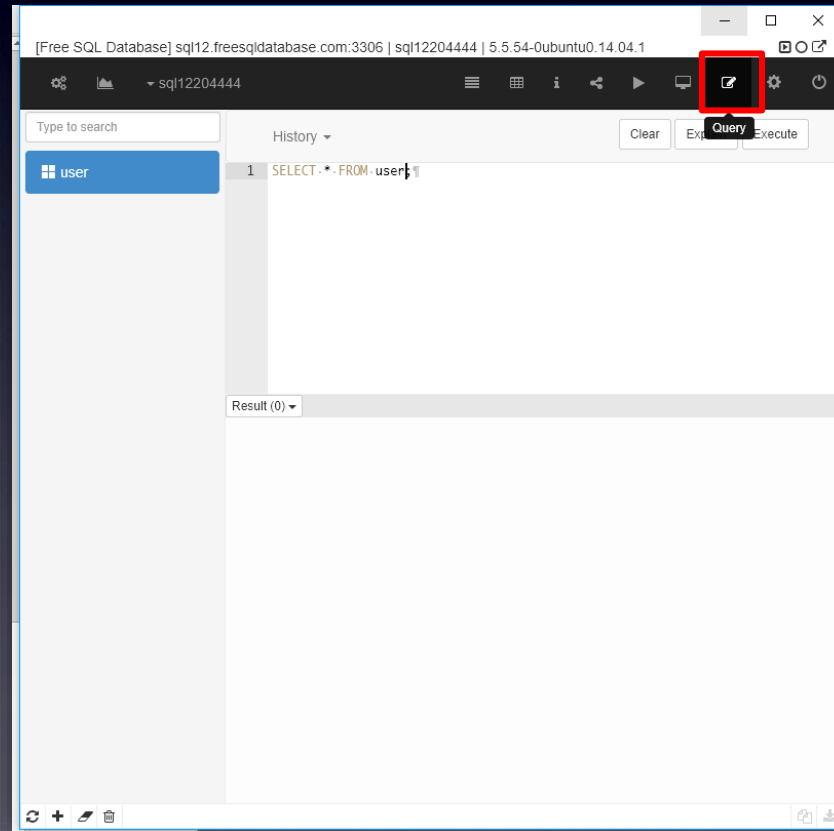 [Free SQL Database] sql12.freesqldatabase.com:3306 | sql12204444 | 5.5.54-0ubuntu0.14.04.1
sql12204444
Type to search
History
Clear
Query
Execute
user
1 SELECT * FROM user;
Result (0)